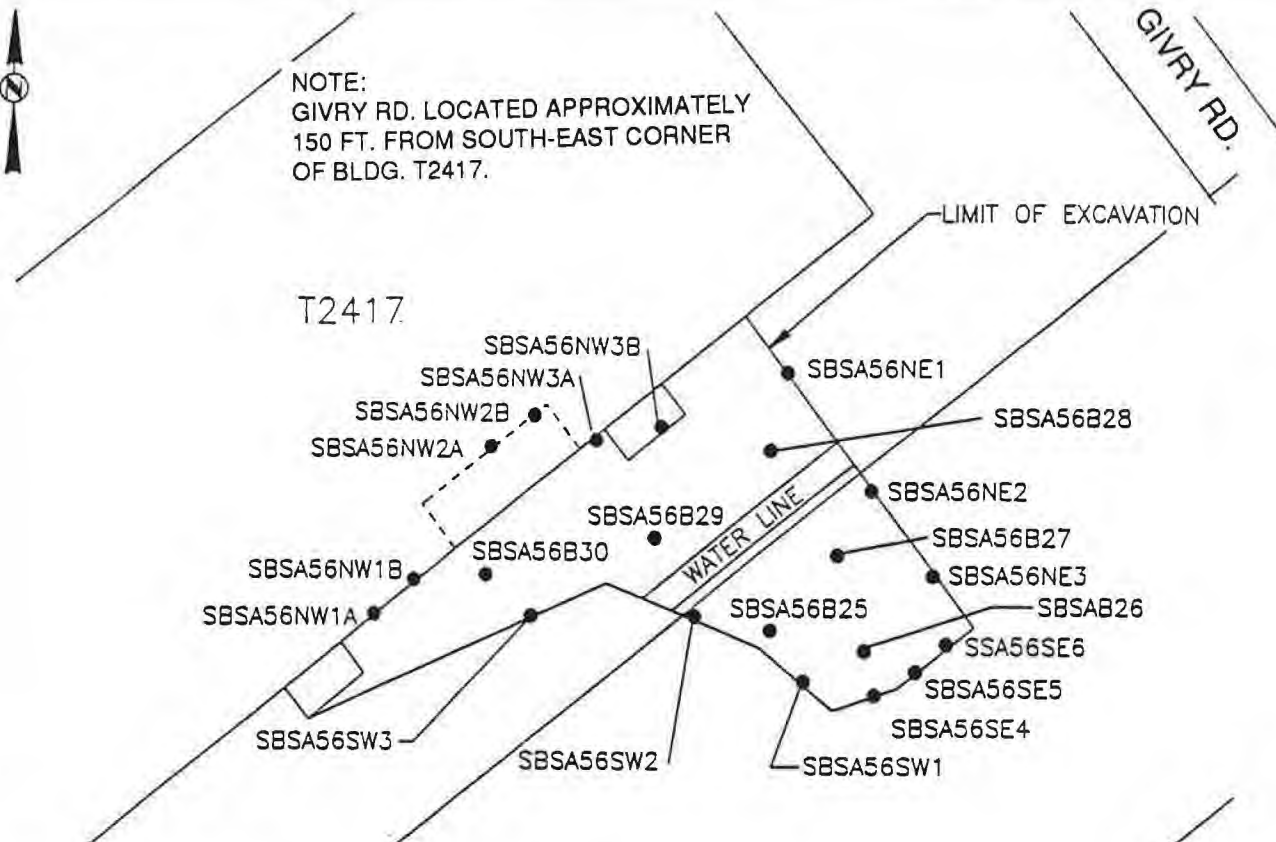 GIVRY RD.
N
NOTE:
GIVRY RD. LOCATED APPROXIMATELY
150 FT. FROM SOUTH-EAST CORNER
OF BLDG. T2417.
LIMIT OF EXCAVATION
T2417
SBSA56NW3B
SBSA56NW3A
SBSA56NE1
SBSA56NW2B
SBSA56B28
SBSA56NW2A
SBSA56NE2
WATER LINE
SBSA56B29
SBSA56B27
SBSA56B30
SBSA56NW1B
SBSA56NE3
SBSA56NW1A
SBSA56B25
SBSAB26
SSA56SE6
SBSA56SE5
SBSA56SE4
SBSA56SW3
SBSA56SW2
SBSA56SW1